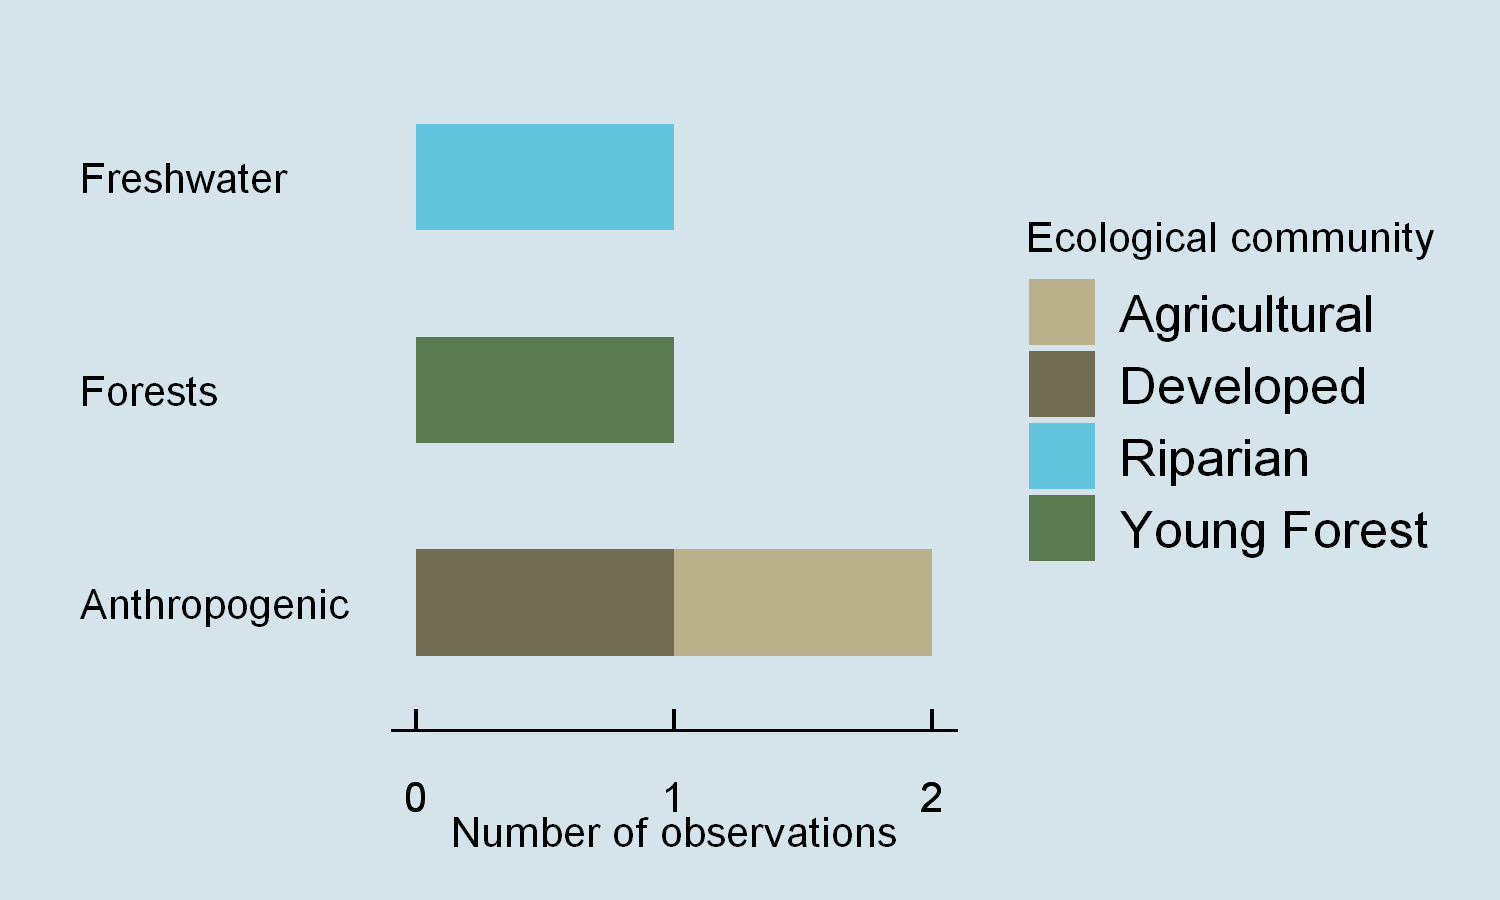 Freshwater
Forests
Anthropogenic
0 1 2
Number of observations
Ecological community
Agricultural
Developed
Riparian
Young Forest